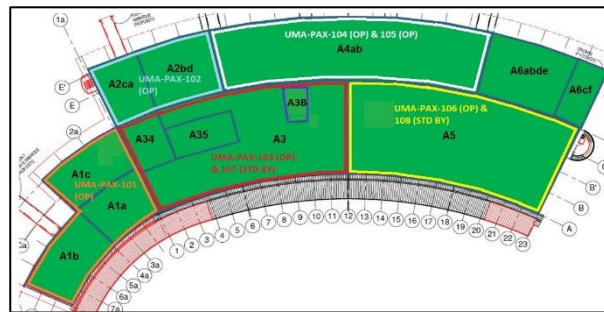 1a
E'
E
2a
A2ca
A2bd
UMA-PAX-102
(OP)
UMA-PAX-104 (OP) & 105 (OP)
A4ab
A6abde
A6cf
A34
A35
A3B
A3
UMA-PAX-103 (OP)
& 107 (STD BY)
UMA-PAX-106 (OP) &
108 (STD BY)
A5
A1c
UMA-PAX-101
(OP)
A1a
A1b
B'
B
A
3a
4a
5a
6a
7a
1
2
3
4
5
6
7
8
9
10
11
12
13
14
15
16
17
18
19
20
21
22
23